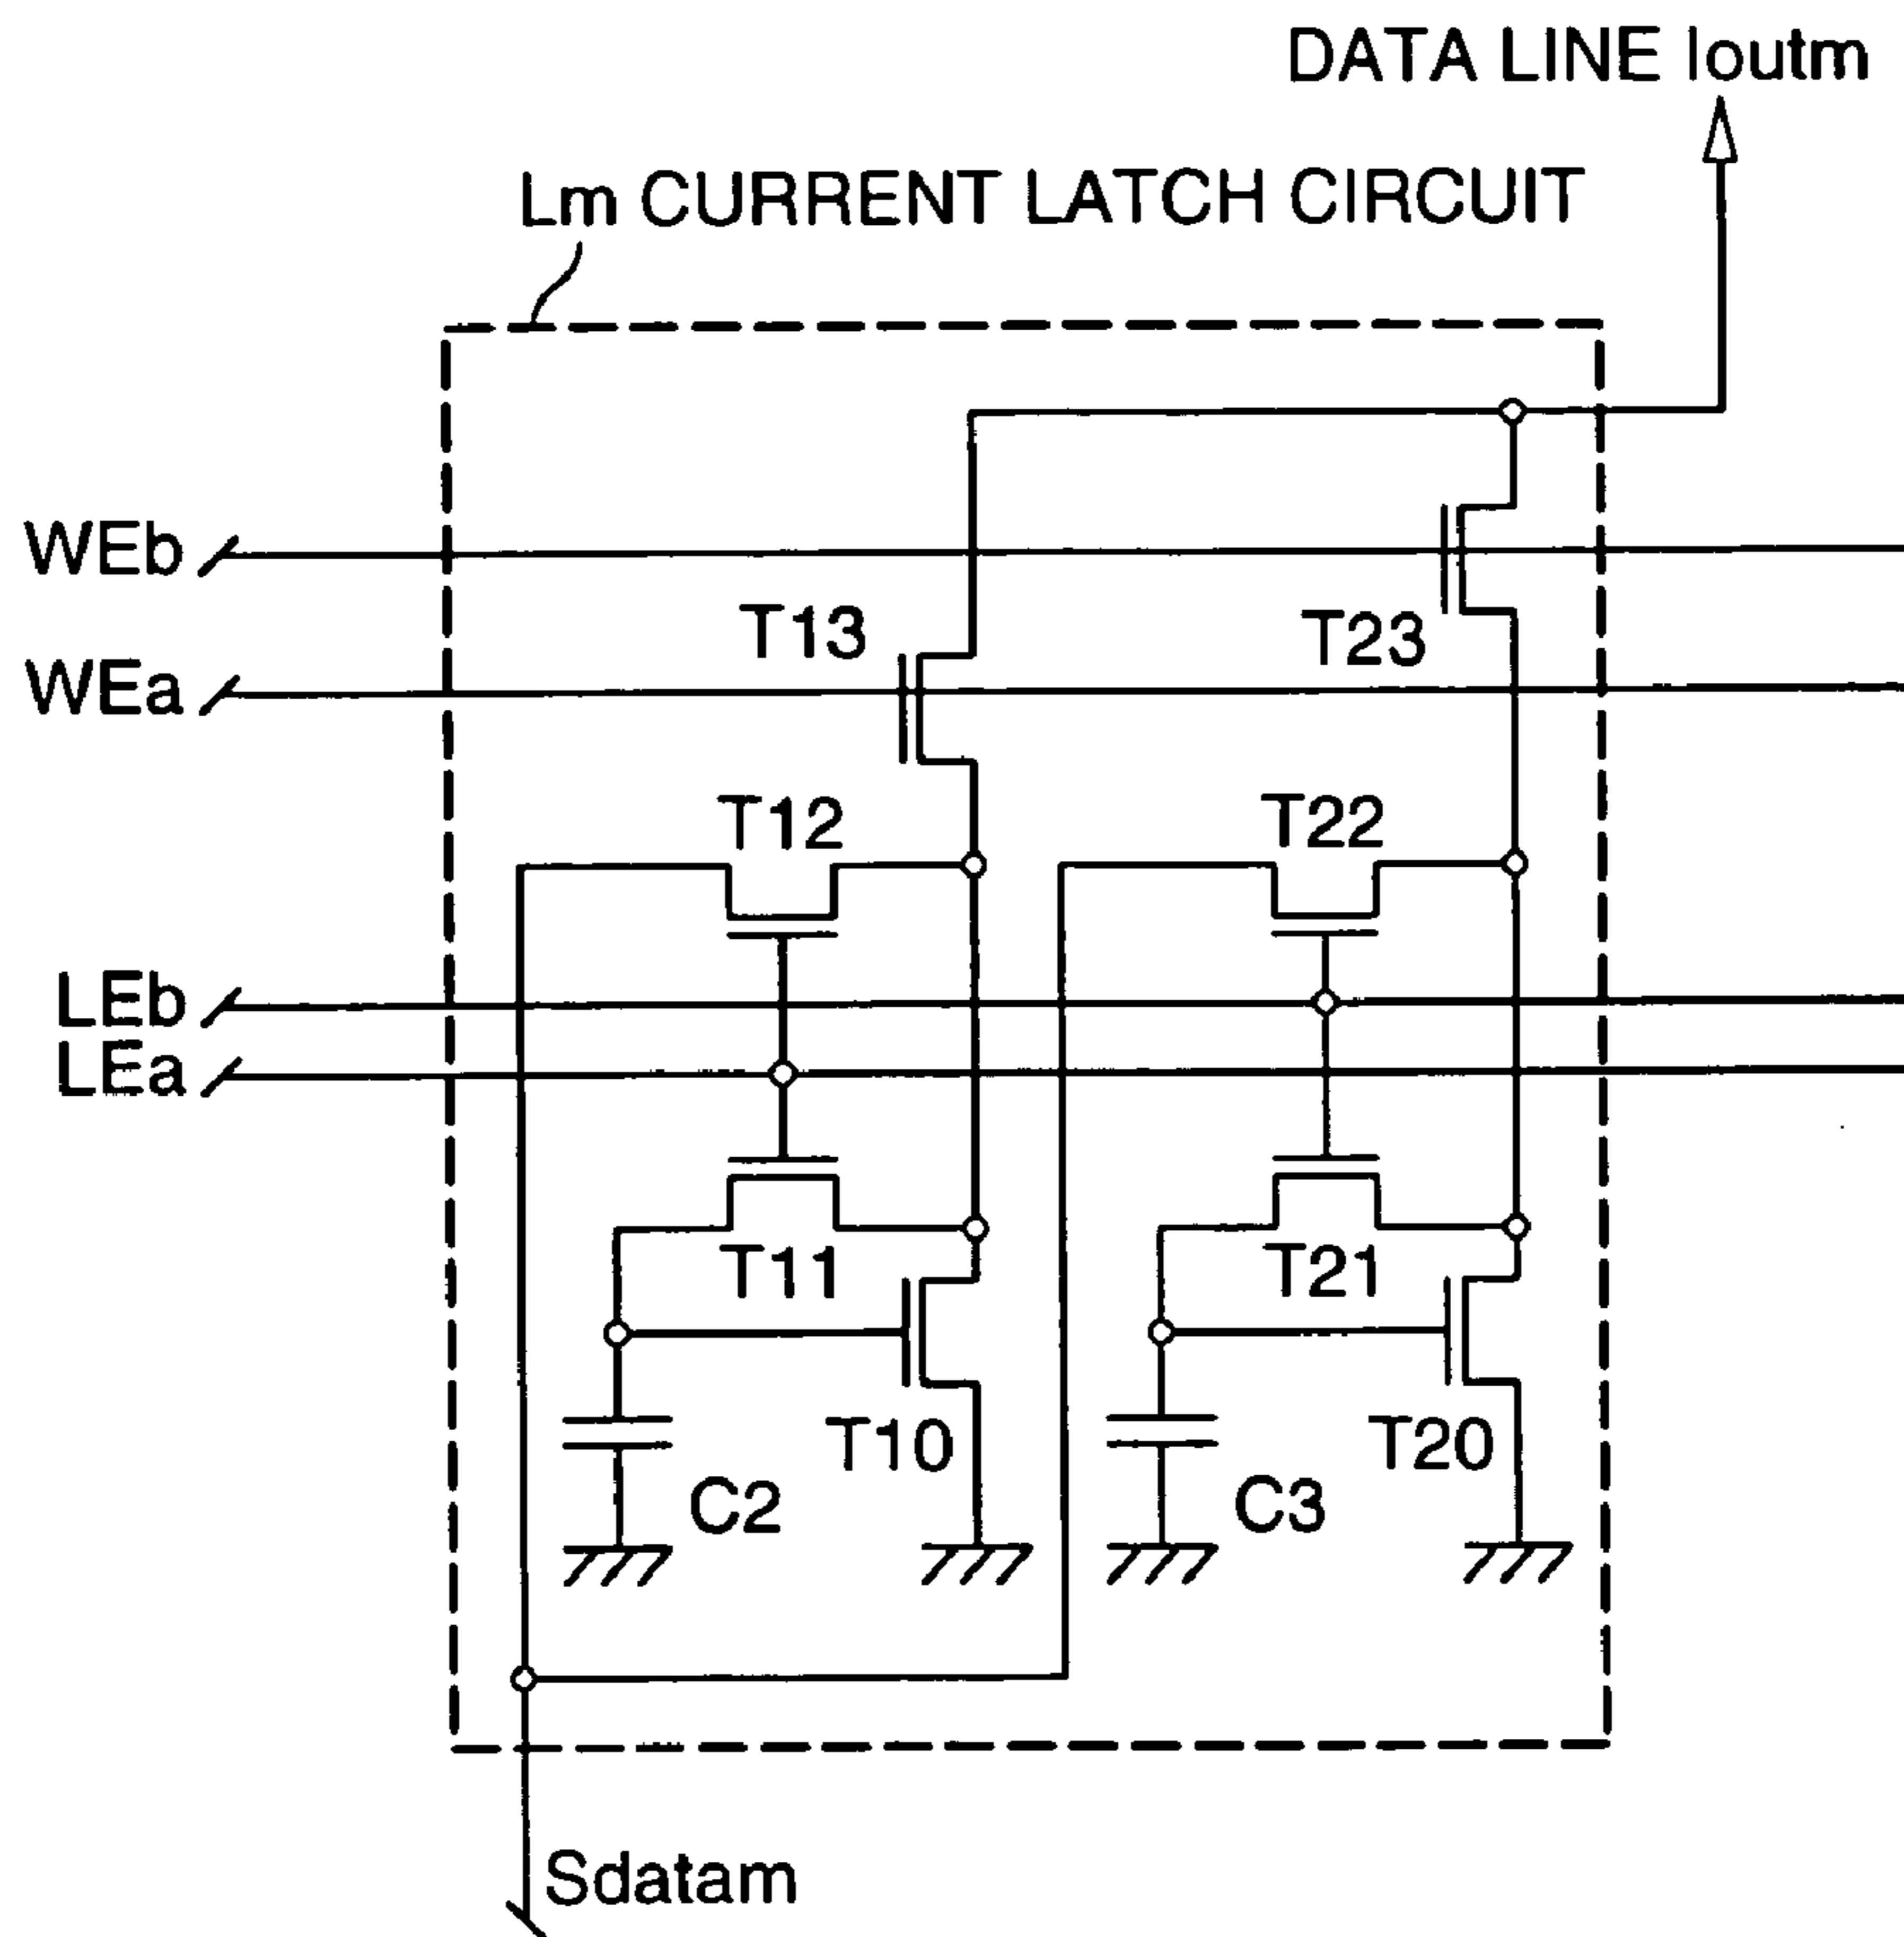 DATA LINE Ioutm
Lm CURRENT LATCH CIRCUIT
WEb
T13
T23
WEa
T12
T22
LEb
LEa
T11
T21
T10
T20
C2
C3
Sdatam